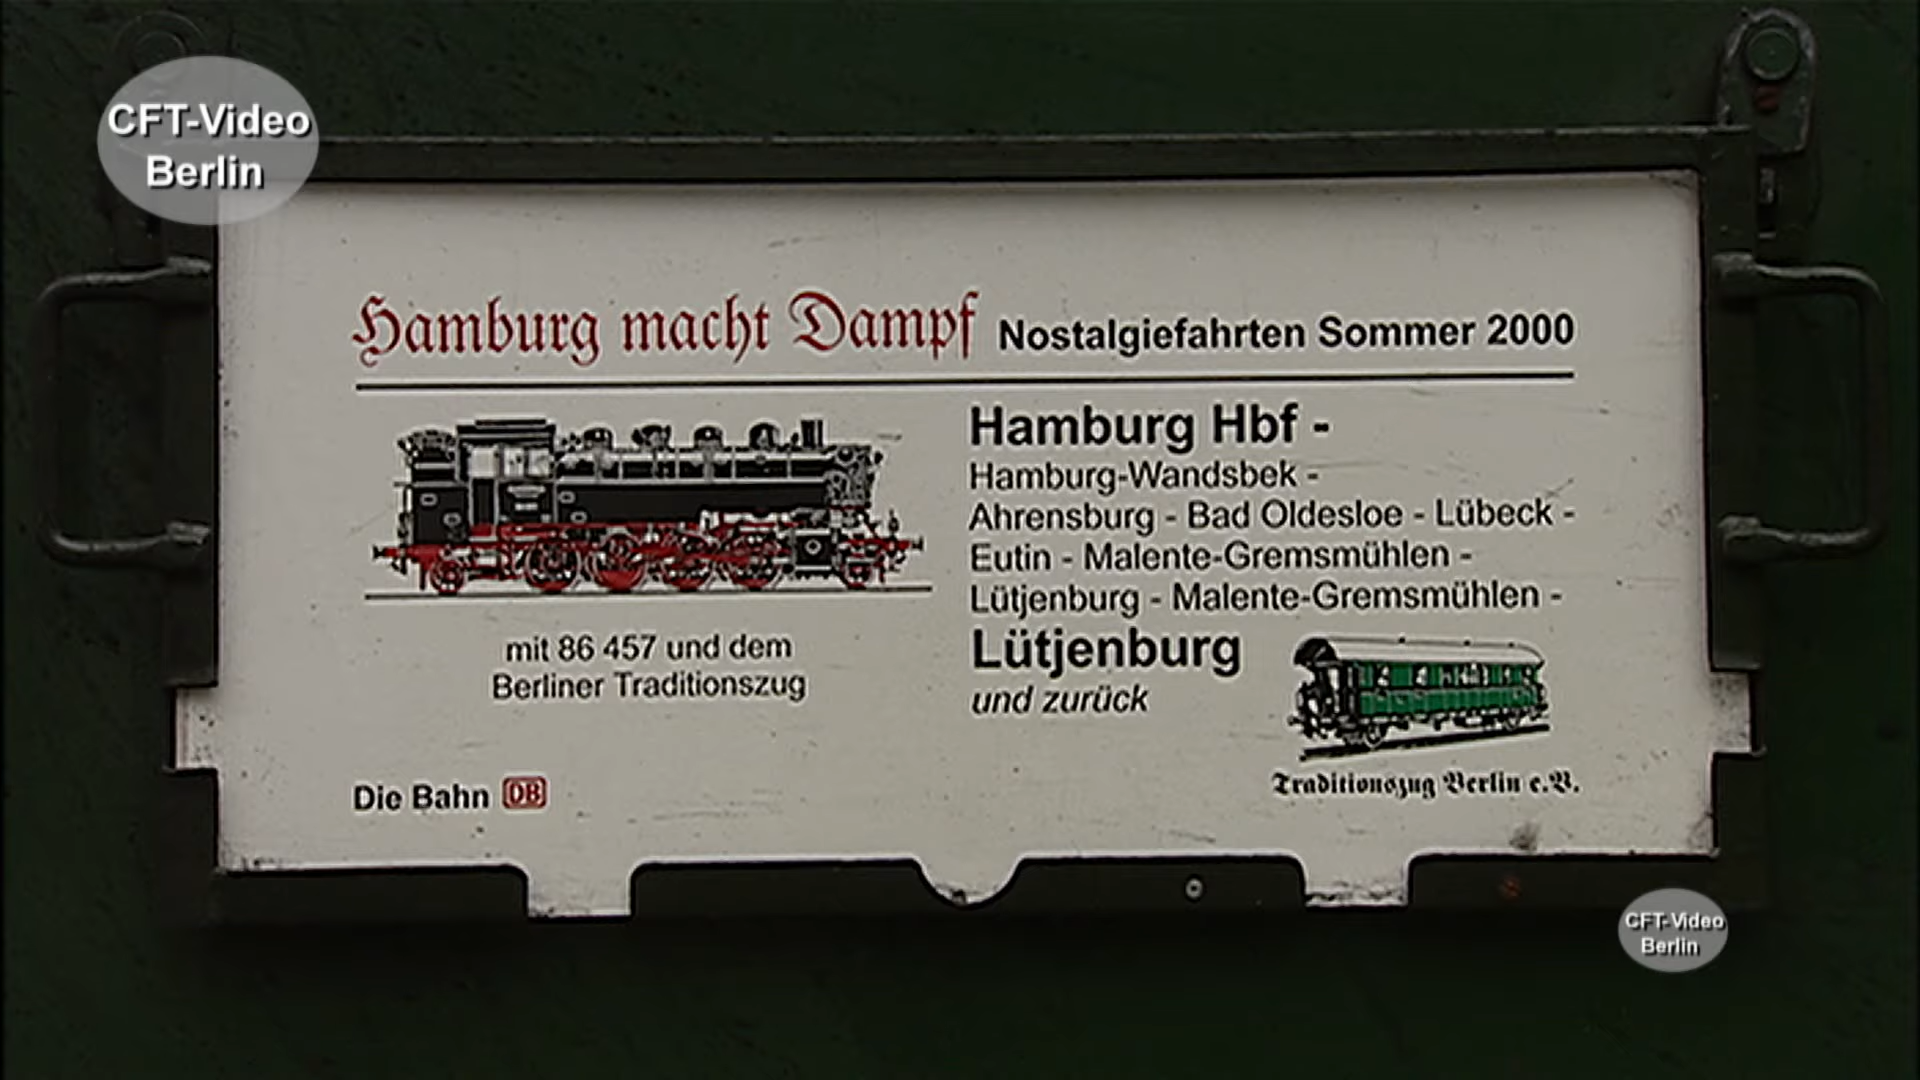 CFT-Video
Berlin
Hamburg macht Dampf Nostalgiefahrten Sommer 2000
Hamburg Hbf -
Hamburg-Wandsbek -
Ahrensburg - Bad Oldesloe - Lübeck -
Eutin - Malente-Gremsmühlen -
Lütjenburg - Malente-Gremsmühlen -
Lütjenburg
und zurück
mit 86 457 und dem
Berliner Traditionszug
Die Bahn DB
Traditionszug Berlin e.V.
CFT-Video
Berlin